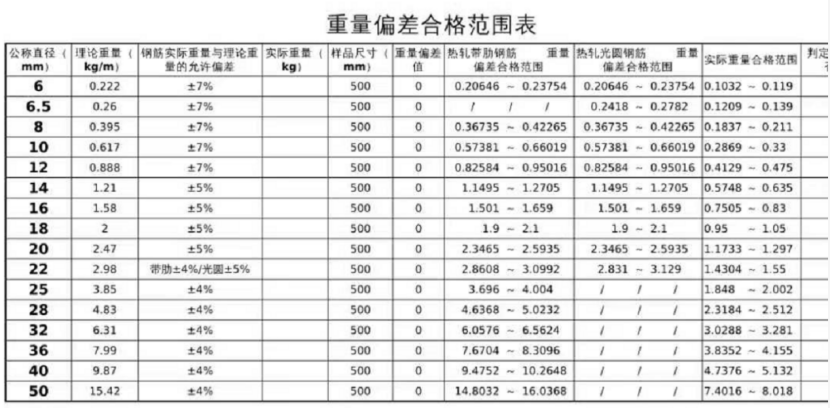 重量偏差合格范围表
公称直径（mm） 理论重量（kg/m） 钢筋实际重量与理论重量的允许偏差 实际重量（kg） 样品尺寸（mm） 重量偏差值 热轧带肋钢筋 重量偏差合格范围 热轧光圆钢筋 重量偏差合格范围 实际重量合格范围 判定
6 0.222 ±7% 500 0 0.20646 ~ 0.23754 0.20646 ~ 0.23754 0.1032 ~ 0.119
6.5 0.26 ±7% 500 0 / / / 0.2418 ~ 0.2782 0.1209 ~ 0.139
8 0.395 ±7% 500 0 0.36735 ~ 0.42265 0.36735 ~ 0.42265 0.1837 ~ 0.211
10 0.617 ±7% 500 0 0.57381 ~ 0.66019 0.57381 ~ 0.66019 0.2869 ~ 0.33
12 0.888 ±7% 500 0 0.82584 ~ 0.95016 0.82584 ~ 0.95016 0.4129 ~ 0.475
14 1.21 ±5% 500 0 1.1495 ~ 1.2705 1.1495 ~ 1.2705 0.5748 ~ 0.635
16 1.58 ±5% 500 0 1.501 ~ 1.659 1.501 ~ 1.659 0.7505 ~ 0.83
18 2 ±5% 500 0 1.9 ~ 2.1 1.9 ~ 2.1 0.95 ~ 1.05
20 2.47 ±5% 500 0 2.3465 ~ 2.5935 2.3465 ~ 2.5935 1.1733 ~ 1.297
22 2.98 带肋±4%/光圆±5% 500 0 2.8608 ~ 3.0992 2.831 ~ 3.129 1.4304 ~ 1.55
25 3.85 ±4% 500 0 3.696 ~ 4.004 / / / 1.848 ~ 2.002
28 4.83 ±4% 500 0 4.6368 ~ 5.0232 / / / 2.3184 ~ 2.512
32 6.31 ±4% 500 0 6.0576 ~ 6.5624 / / / 3.0288 ~ 3.281
36 7.99 ±4% 500 0 7.6704 ~ 8.3096 / / / 3.8352 ~ 4.155
40 9.87 ±4% 500 0 9.4752 ~ 10.2648 / / / 4.7376 ~ 5.132
50 15.42 ±4% 500 0 14.8032 ~ 16.0368 / / / 7.4016 ~ 8.018